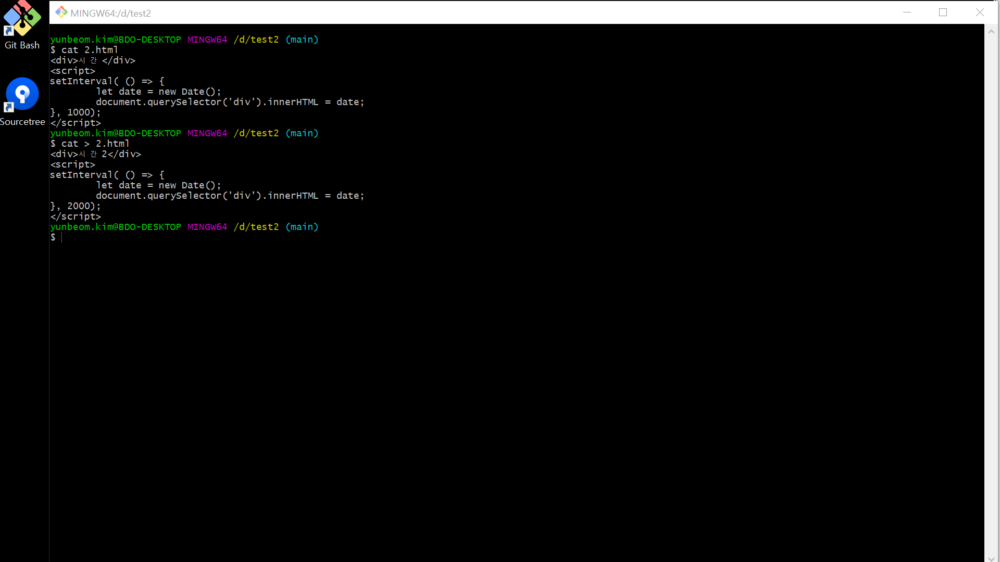 Git Bash
Sourcetree
MINGW64:/d/test2
yunbeom.kim@BDO-DESKTOP MINGW64 /d/test2 (main)
$ cat 2.html
<div>시간</div>
<script>
setInterval( () => {
        let date = new Date();
        document.querySelector('div').innerHTML = date;
}, 1000);
</script>
yunbeom.kim@BDO-DESKTOP MINGW64 /d/test2 (main)
$ cat > 2.html
<div>시간2</div>
<script>
setInterval( () => {
        let date = new Date();
        document.querySelector('div').innerHTML = date;
}, 2000);
</script>
yunbeom.kim@BDO-DESKTOP MINGW64 /d/test2 (main)
$